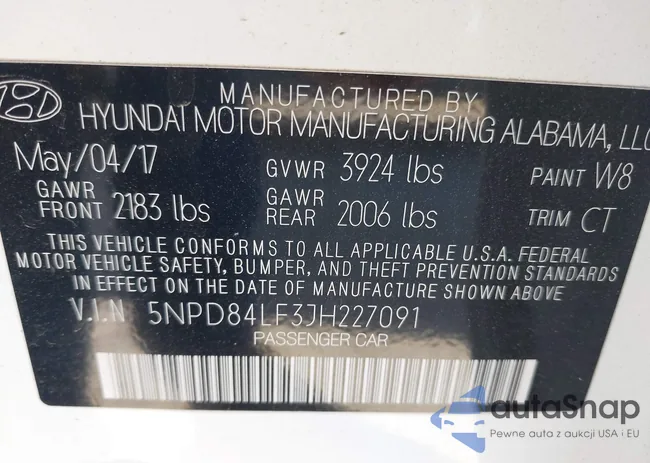 MANUFACTURED BY
HYUNDAI MOTOR MANUFACTURING ALABAMA, LLC
May/04/17 GVWR 3924 lbs PAINT W8
GAWR FRONT 2183 lbs GAWR REAR 2006 lbs TRIM CT
THIS VEHICLE CONFORMS TO ALL APPLICABLE U.S.A. FEDERAL
MOTOR VEHICLE SAFETY, BUMPER, AND THEFT PREVENTION STANDARDS
IN EFFECT ON THE DATE OF MANUFACTURE SHOWN ABOVE.
V.I.N 5NPD84LF3JH227091
PASSENGER CAR
autaSnap
Pewne auta z aukcji USA i EU